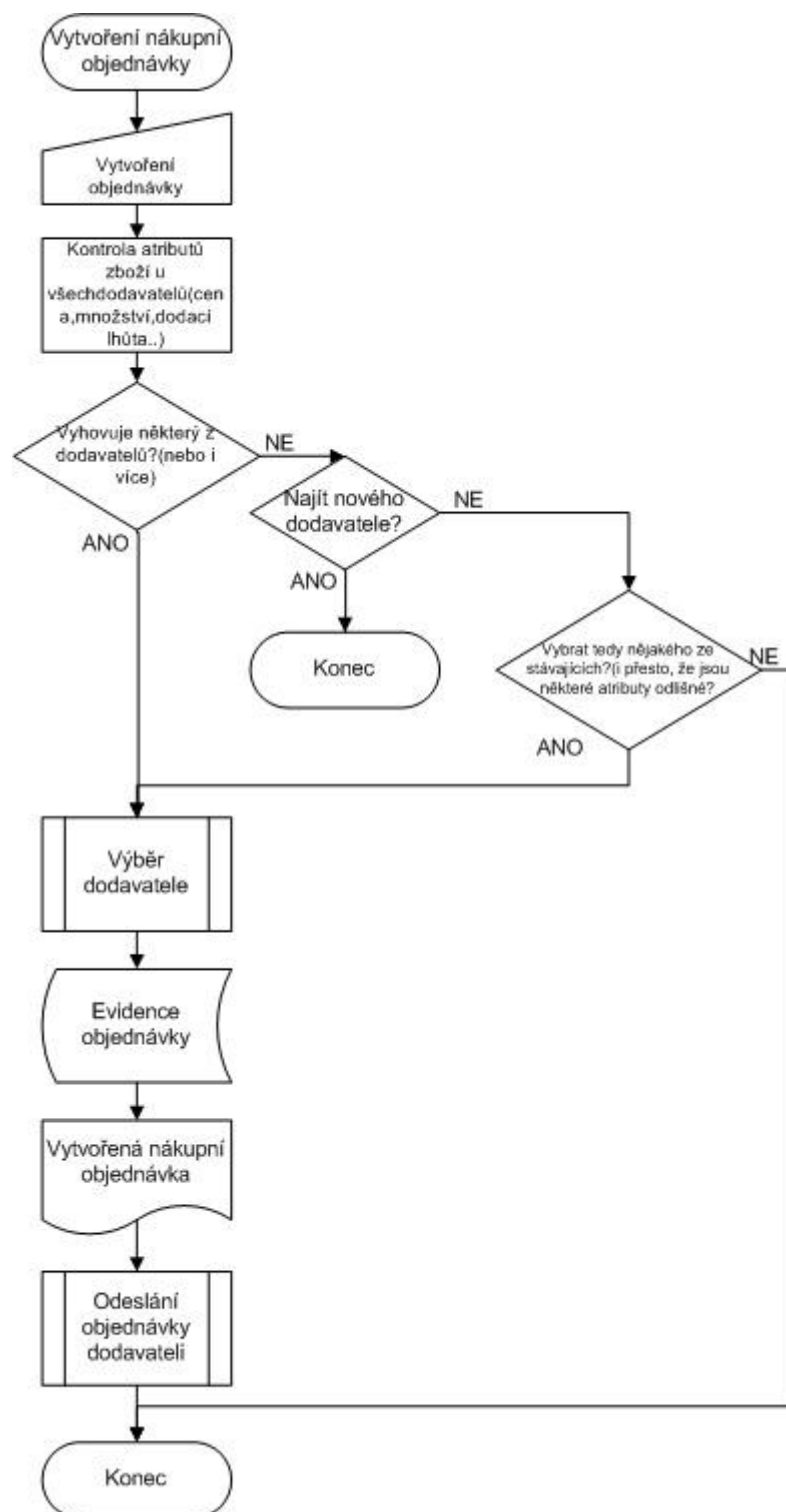 Vytvoření nákupní
objednávky
Vytvoření
objednávky
Kontrola atributů
zboží u
všechdodavatelů(cen
a,množství,dodací
lhůta..)
Vyhovuje některý z
dodavatelů?(nebo i
více)
NE
ANO
Najít nového
dodavatele?
NE
ANO
Konec
Vybrat tedy nějakého ze
stávajících?(i přesto, že jsou
některé atributy odlišné?
NE
ANO
Výběr
dodavatele
Evidence
objednávky
Vytvořená nákupní
objednávka
Odeslání
objednávky
dodavateli
Konec